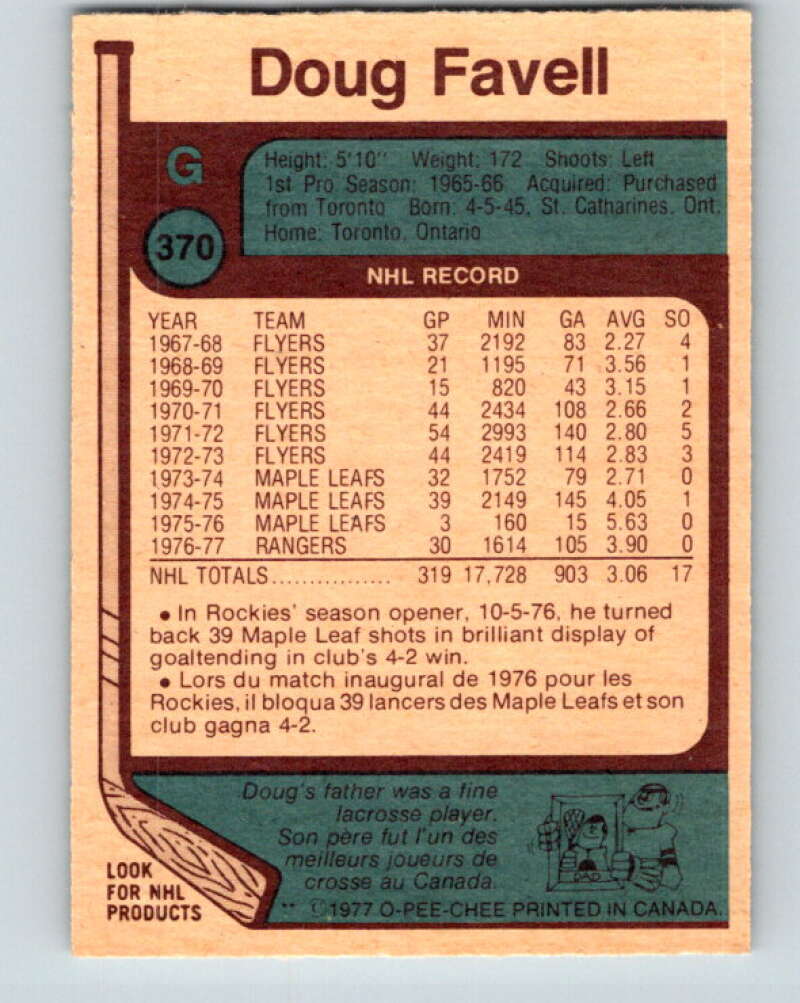 Doug Favell
G
370
Height: 5'10" Weight: 172 Shoots: Left
1st Pro Season: 1965-66 Acquired: Purchased
from Toronto Born: 4-5-45, St. Catharines, Ont.
Home: Toronto, Ontario
NHL RECORD
YEAR TEAM GP MIN GA AVG SO
1967-68 FLYERS 37 2192 83 2.27 4
1968-69 FLYERS 21 1195 71 3.56 1
1969-70 FLYERS 15 820 43 3.15 1
1970-71 FLYERS 44 2434 108 2.66 2
1971-72 FLYERS 54 2993 140 2.80 5
1972-73 FLYERS 44 2419 114 2.83 3
1973-74 MAPLE LEAFS 32 1752 79 2.71 0
1974-75 MAPLE LEAFS 39 2149 145 4.05 1
1975-76 MAPLE LEAFS 3 160 15 5.63 0
1976-77 RANGERS 30 1614 105 3.90 0
NHL TOTALS................ 319 17,728 903 3.06 17
• In Rockies' season opener, 10-5-76, he turned
back 39 Maple Leaf shots in brilliant display of
goaltending in club's 4-2 win.
• Lors du match inaugural de 1976 pour les
Rockies, il bloqua 39 lancers des Maple Leafs et son
club gagna 4-2.
Doug's father was a fine
lacrosse player.
Son père fut l'un des
meilleurs joueurs de
crosse au Canada.
DAD
LOOK
FOR NHL
PRODUCTS
** ©1977 O-PEE-CHEE PRINTED IN CANADA.